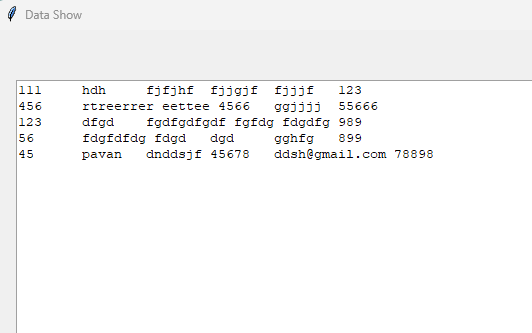 Data Show
111 hdh fjfjhf fjjgjf fjjjf 123
456 rtreerrer eettee 4566 ggjjjj 55666
123 dfgd fgdfgdfgdf fgfdg fdgdfg 989
56 fdgfdfdg fdgd dgd gghfg 899
45 pavan dnddsjf 45678 ddsh@gmail.com 78898